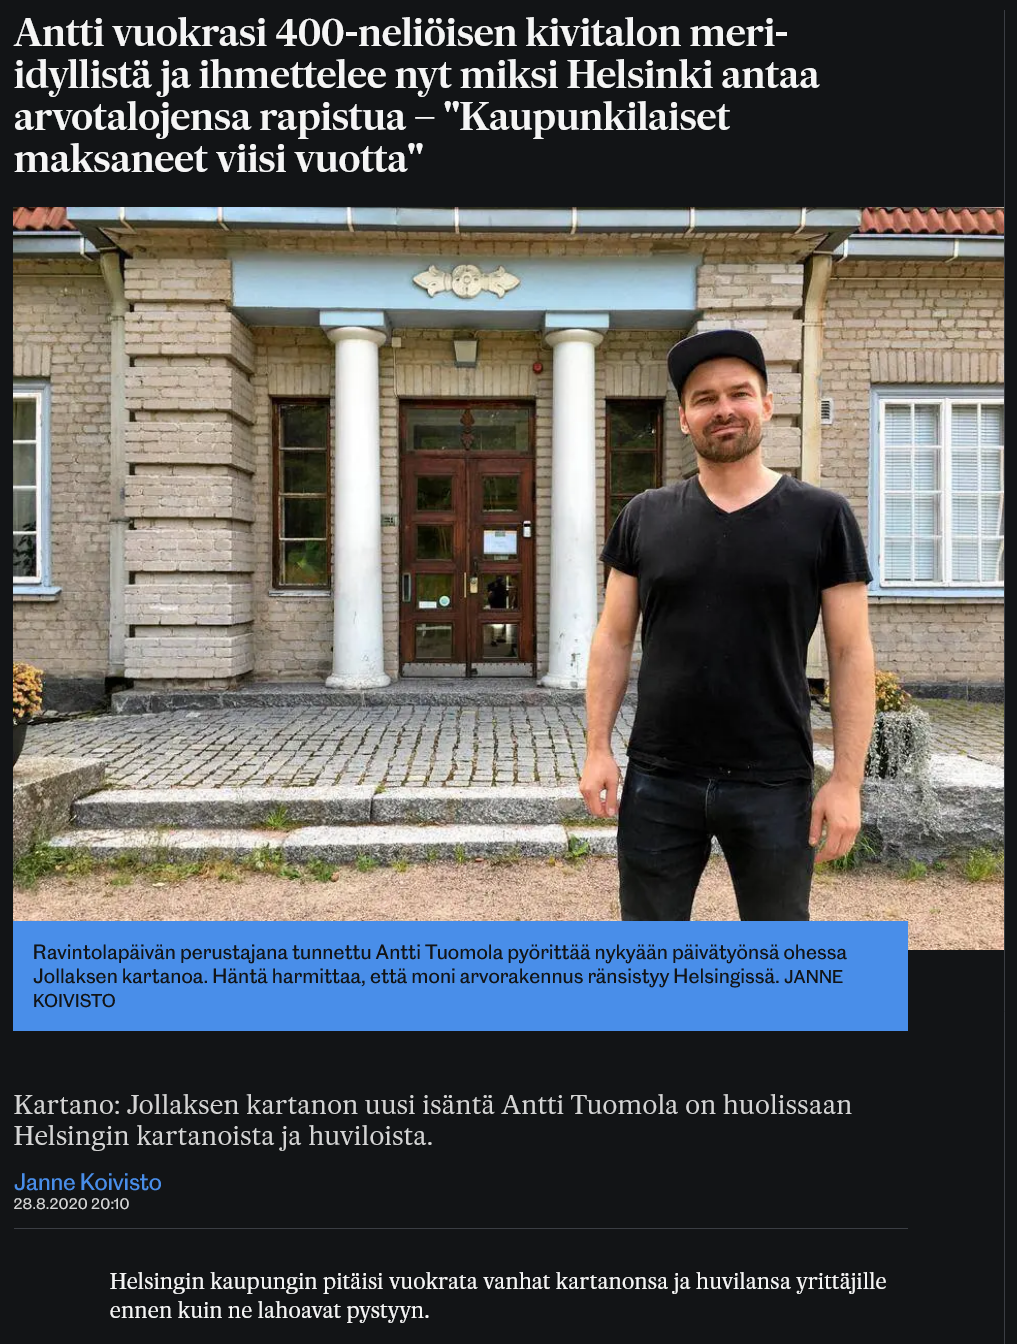 Antti vuokrasi 400-neliöisen kivitalon meri-
idyllistä ja ihmettelee nyt miksi Helsinki antaa
arvotalojensa rapistua – "Kaupunkilaiset
maksaneet viisi vuotta"
Ravintolapäivän perustajana tunnettu Antti Tuomola pyörittää nykyään päivätyönsä ohessa
Jollaksen kartanoa. Häntä harmittaa, että moni arvorakennus ränsistyy Helsingissä. JANNE
KOIVISTO
Kartano: Jollaksen kartanon uusi isäntä Antti Tuomola on huolissaan
Helsingin kartanoista ja huviloista.
Janne Koivisto
28.8.2020 20:10
Helsingin kaupungin pitäisi vuokrata vanhat kartanonsa ja huvilansa yrittäjille
ennen kuin ne lahoavat pystyyn.